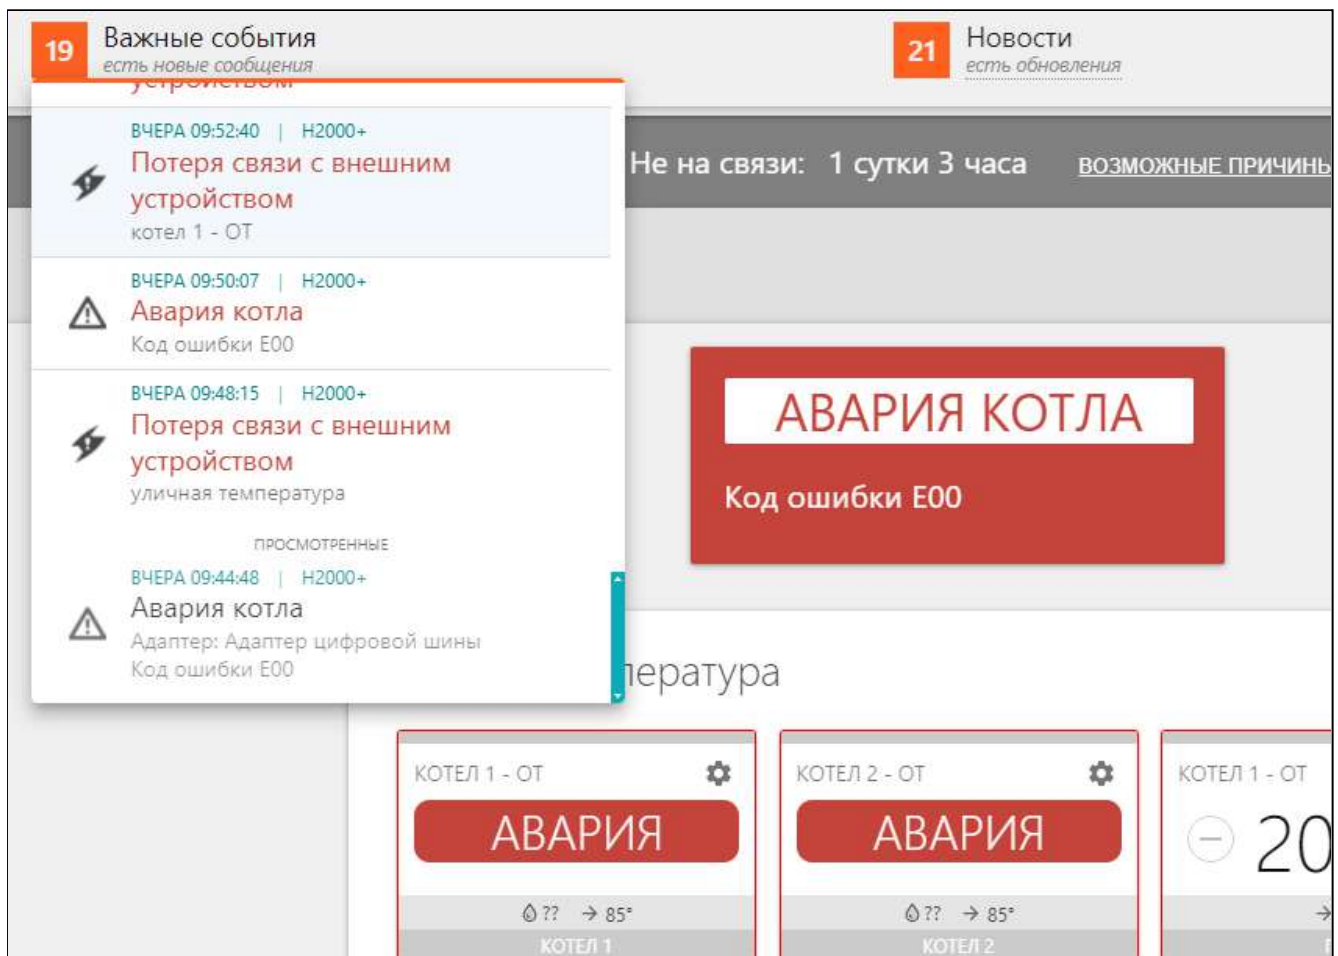 19
Важные события
есть новые сообщения
21
Новости
есть обновления
устройством
ВЧЕРА 09:52:40 | H2000+
Потеря связи с внешним
устройством
котел 1 - ОТ
Не на связи: 1 сутки 3 часа ВОЗМОЖНЫЕ ПРИЧИНЫ
ВЧЕРА 09:50:07 | H2000+
Авария котла
Код ошибки E00
ВЧЕРА 09:48:15 | H2000+
Потеря связи с внешним
устройством
уличная температура
ПРОСМОТРЕННЫЕ
ВЧЕРА 09:44:48 | H2000+
Авария котла
Адаптер: Адаптер цифровой шины
Код ошибки E00
АВАРИЯ КОТЛА
Код ошибки E00
пература
КОТЕЛ 1 - ОТ
АВАРИЯ
?? → 85°
КОТЕЛ 1
КОТЕЛ 2 - ОТ
АВАРИЯ
?? → 85°
КОТЕЛ 2
КОТЕЛ 1 - ОТ
20
→